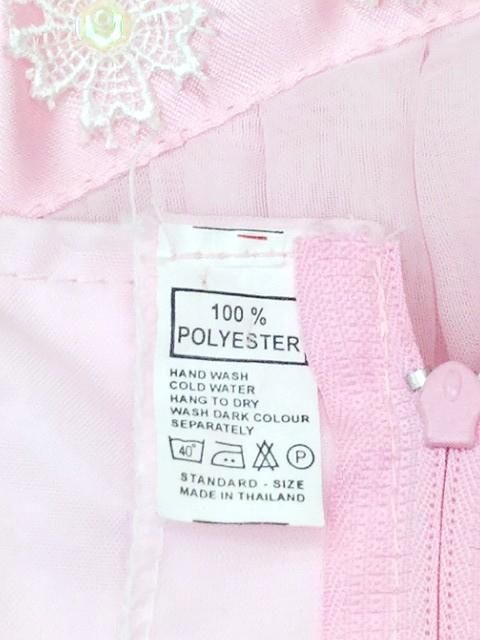 100 %
POLYESTER
HAND WASH
COLD WATER
HANG TO DRY
WASH DARK COLOUR
SEPARATELY
40° P
STANDARD - SIZE
MADE IN THAILAND